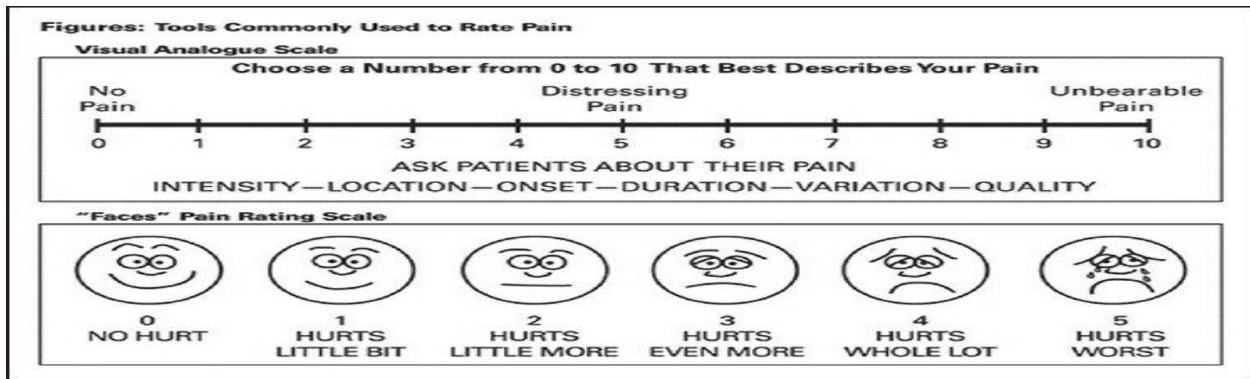 Figures: Tools Commonly Used to Rate Pain
Visual Analogue Scale
Choose a Number from 0 to 10 That Best Describes Your Pain
No Pain
Distressing Pain
Unbearable Pain
0 1 2 3 4 5 6 7 8 9 10
ASK PATIENTS ABOUT THEIR PAIN
INTENSITY—LOCATION—ONSET—DURATION—VARIATION—QUALITY
"Faces" Pain Rating Scale
0 1 2 3 4 5
NO HURT HURTS HURTS HURTS HURTS HURTS
LITTLE BIT LITTLE MORE EVEN MORE WHOLE LOT WORST